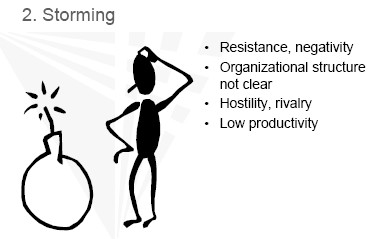 2. Storming
• Resistance, negativity
• Organizational structure
not clear
• Hostility, rivalry
• Low productivity